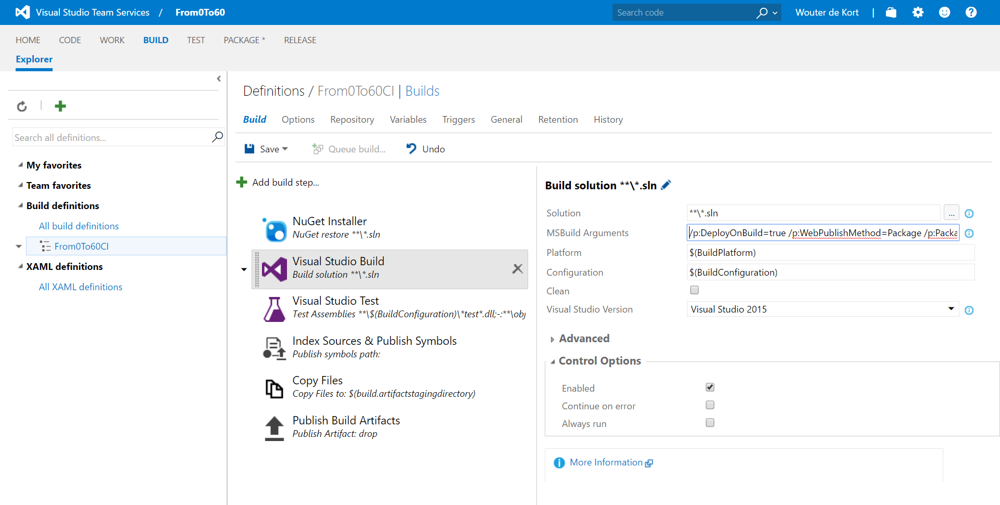 Visual Studio Team Services / From0To60
Search code
Wouter de Kort |
HOME CODE WORK BUILD TEST PACKAGE * RELEASE
Explorer
Definitions / From0To60CI | Builds
Build Options Repository Variables Triggers General Retention History
Search all definitions...
Save Queue build... Undo
My favorites
Team favorites
Build definitions
All build definitions
From0To60CI
XAML definitions
All XAML definitions
Add build step...
NuGet Installer
NuGet restore **\*.sln
Visual Studio Build
Build solution **\*.sln
Visual Studio Test
Test Assemblies **\$(BuildConfiguration)\*test*.dll;-:**\obj
Index Sources & Publish Symbols
Publish symbols path:
Copy Files
Copy Files to: $(build.artifactstagingdirectory)
Publish Build Artifacts
Publish Artifact: drop
Build solution **\*.sln
Solution **\*.sln ...
MSBuild Arguments /p:DeployOnBuild=true /p:WebPublishMethod=Package /p:Packa
Platform $(BuildPlatform)
Configuration $(BuildConfiguration)
Clean
Visual Studio Version Visual Studio 2015
Advanced
Control Options
Enabled
Continue on error
Always run
More Information